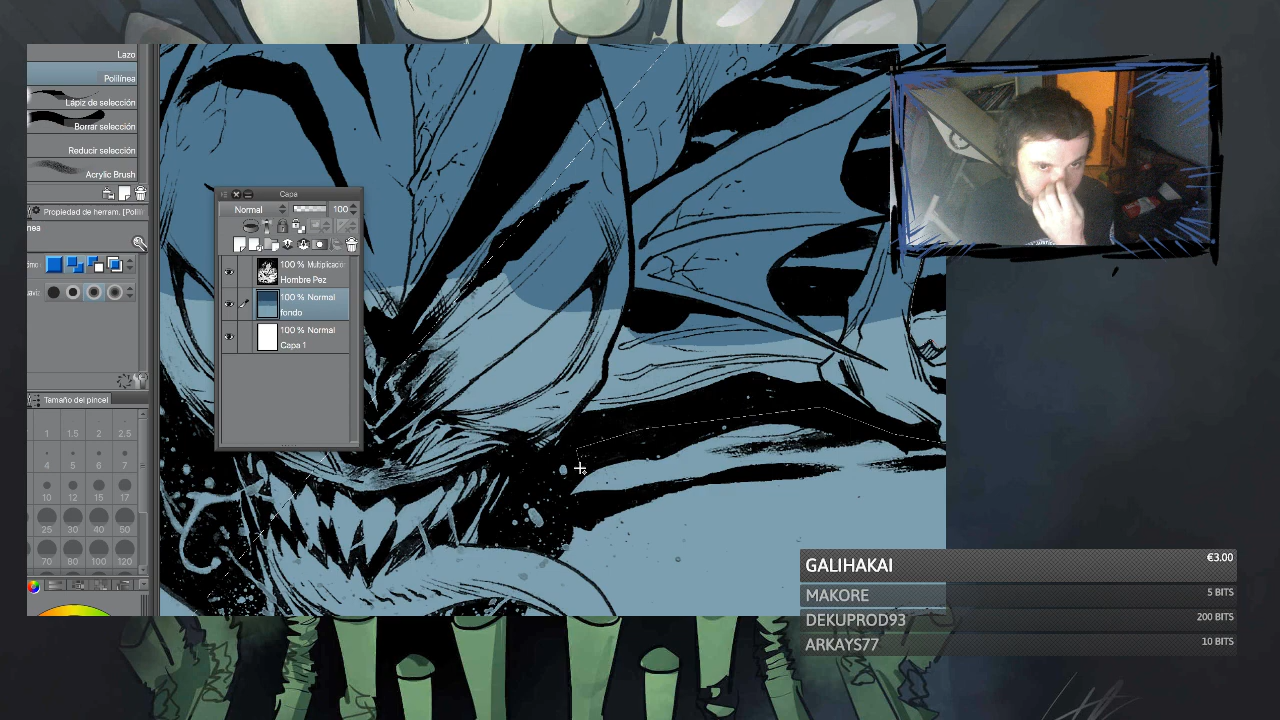 Lazo
Polilínea
Lápiz de selección
Borrar selección
Reducir selección
Acrylic Brush
Propiedad de herram. [Poli
nea
Capa
Normal 100
100 % Multiplicació
Hombre Pez
100 % Normal
fondo
100 % Normal
Capa 1
Tamaño del pincel
1 1.5 2 2.5
4 5 6 7
10 12 15 17
25 30 40 50
70 80 100 120
GALIHAKAI €3.00
MAKORE 5 BITS
DEKUPROD93 200 BITS
ARKAYS77 10 BITS